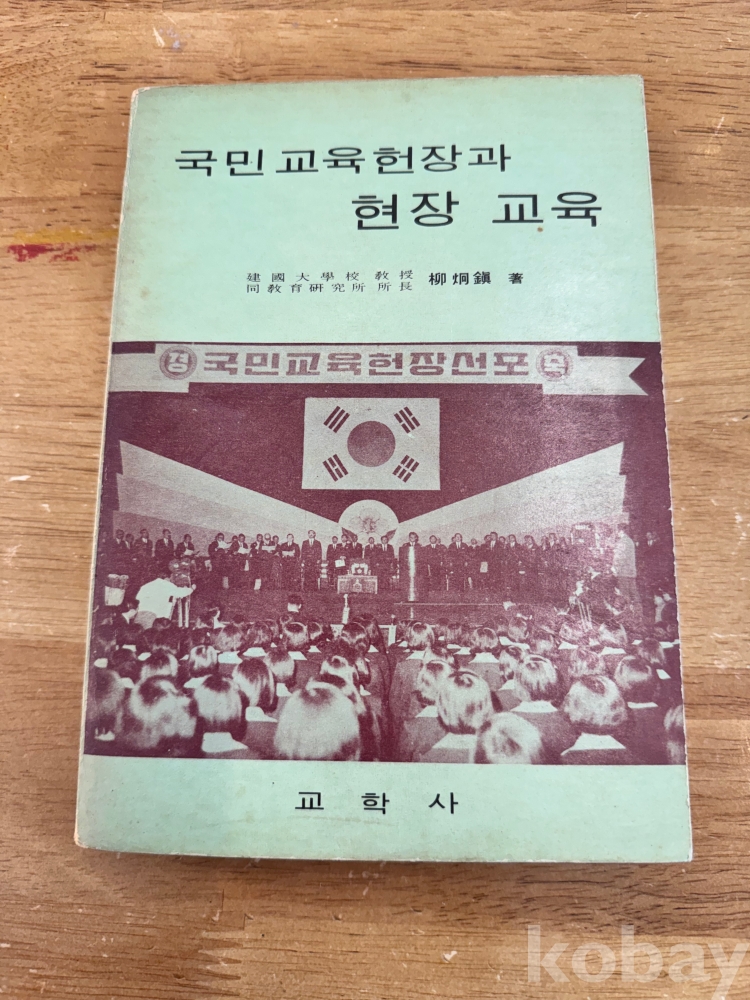 국민교육헌장과
현장 교육
建國大學校 敎授
同敎育研究所 所長 柳炯鎭 著
경 국민교육헌장선포 축
교학사
kobay